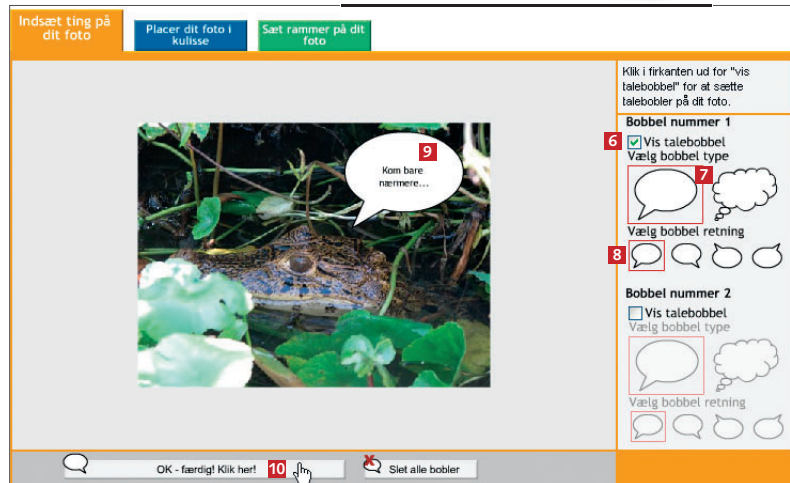 Indsæt ting på
dit foto
Placer dit foto i
kulisse
Sæt rammer på dit
foto
Klik i firkanten ud for "vis
talebobbel" for at sætte
talebobler på dit foto.
Bobbel nummer 1
6 Vis talebobbel
Vælg bobbel type
7
Vælg bobbel retning
8
9
Kom bare
nærmere...
Bobbel nummer 2
Vis talebobbel
Vælg bobbel type
Vælg bobbel retning
OK - færdig! Klik her! 10
Slet alle bobler